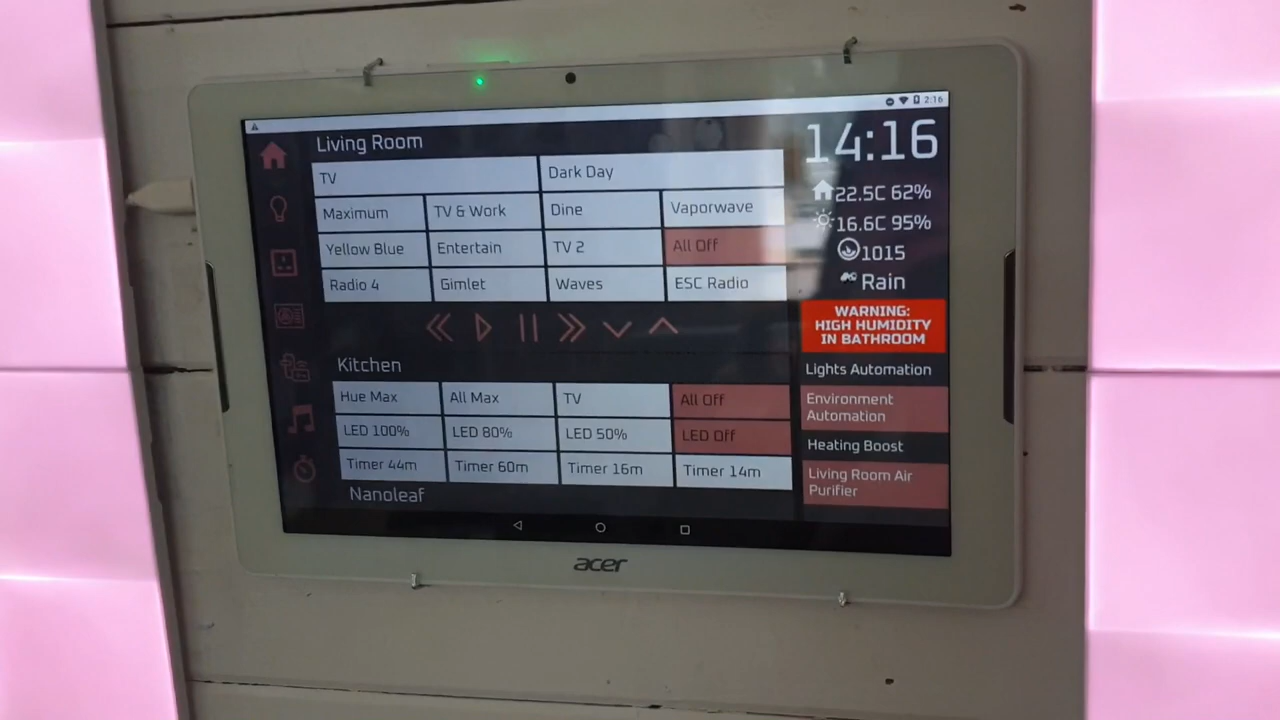 2:16
Living Room
TV
Dark Day
Maximum
TV & Work
Dine
Vaporwave
Yellow Blue
Entertain
TV 2
All Off
Radio 4
Gimlet
Waves
ESC Radio
Kitchen
Hue Max
All Max
TV
All Off
LED 100%
LED 80%
LED 50%
LED Off
Timer 44m
Timer 60m
Timer 16m
Timer 14m
Nanoleaf
14:16
22.5C 62%
16.6C 95%
1015
Rain
WARNING:
HIGH HUMIDITY
IN BATHROOM
Lights Automation
Environment
Automation
Heating Boost
Living Room Air
Purifier
acer